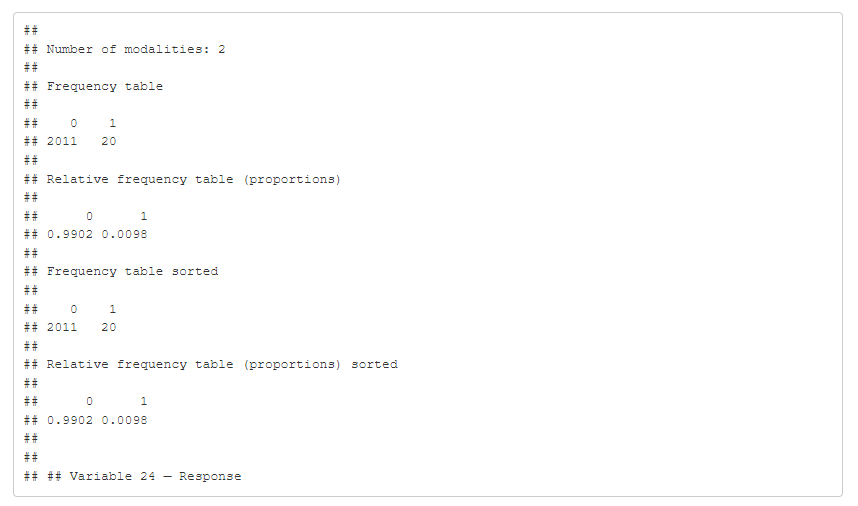 ##
## Number of modalities: 2
##
## Frequency table
##
##    0    1
## 2011   20
##
## Relative frequency table (proportions)
##
##      0      1
## 0.9902 0.0098
##
## Frequency table sorted
##
##    0    1
## 2011   20
##
## Relative frequency table (proportions) sorted
##
##      0      1
## 0.9902 0.0098
##
##
## ## Variable 24 — Response